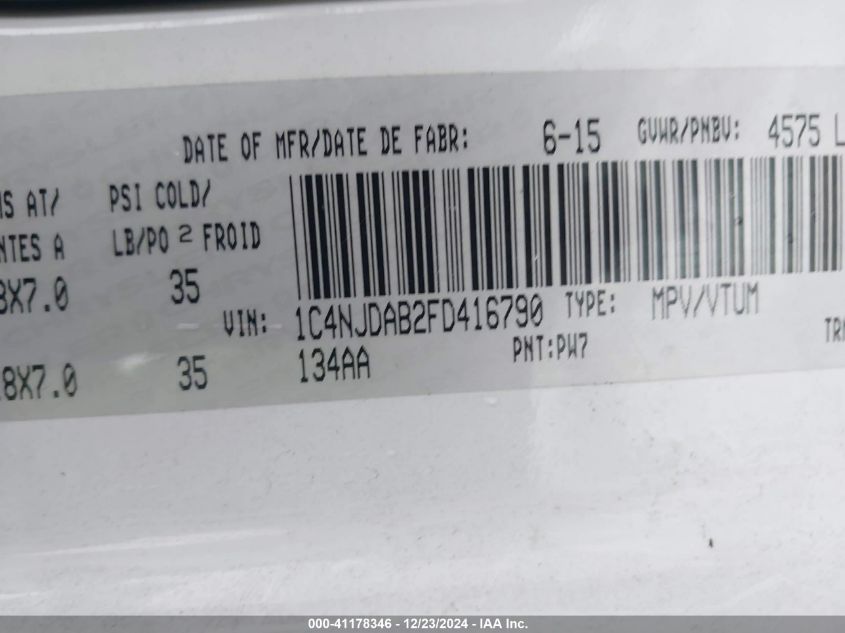 DATE OF MFR/DATE DE FABR: 6-15 GVWR/PNBV: 4575 L
S AT/ PSI COLD/
NTES A LB/PO 2 FROID
8X7.0 35
VIN: 1C4NJDAB2FD416790 TYPE: MPV/VTUM
8X7.0 35 134AA PNT:PW7 TR
000-41178346 - 12/23/2024 - IAA Inc.